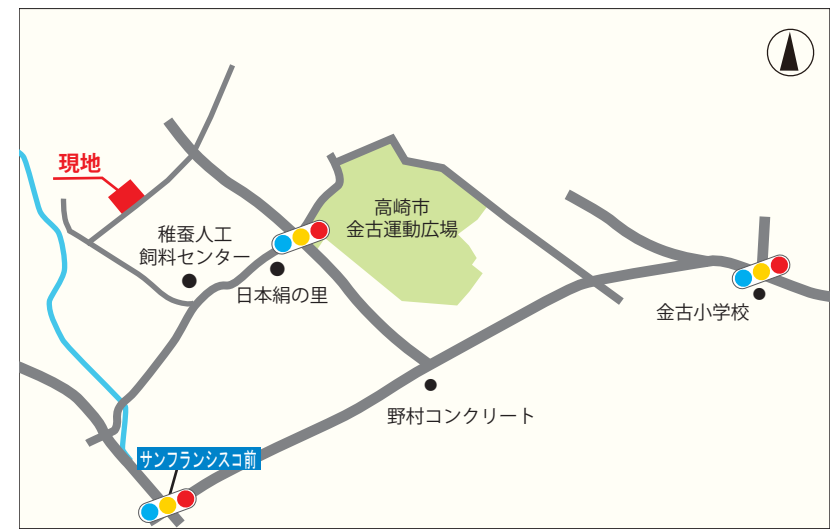 現地
稚蚕人工
飼料センター
日本絹の里
高崎市
金古運動広場
金古小学校
野村コンクリート
サンフランシスコ前